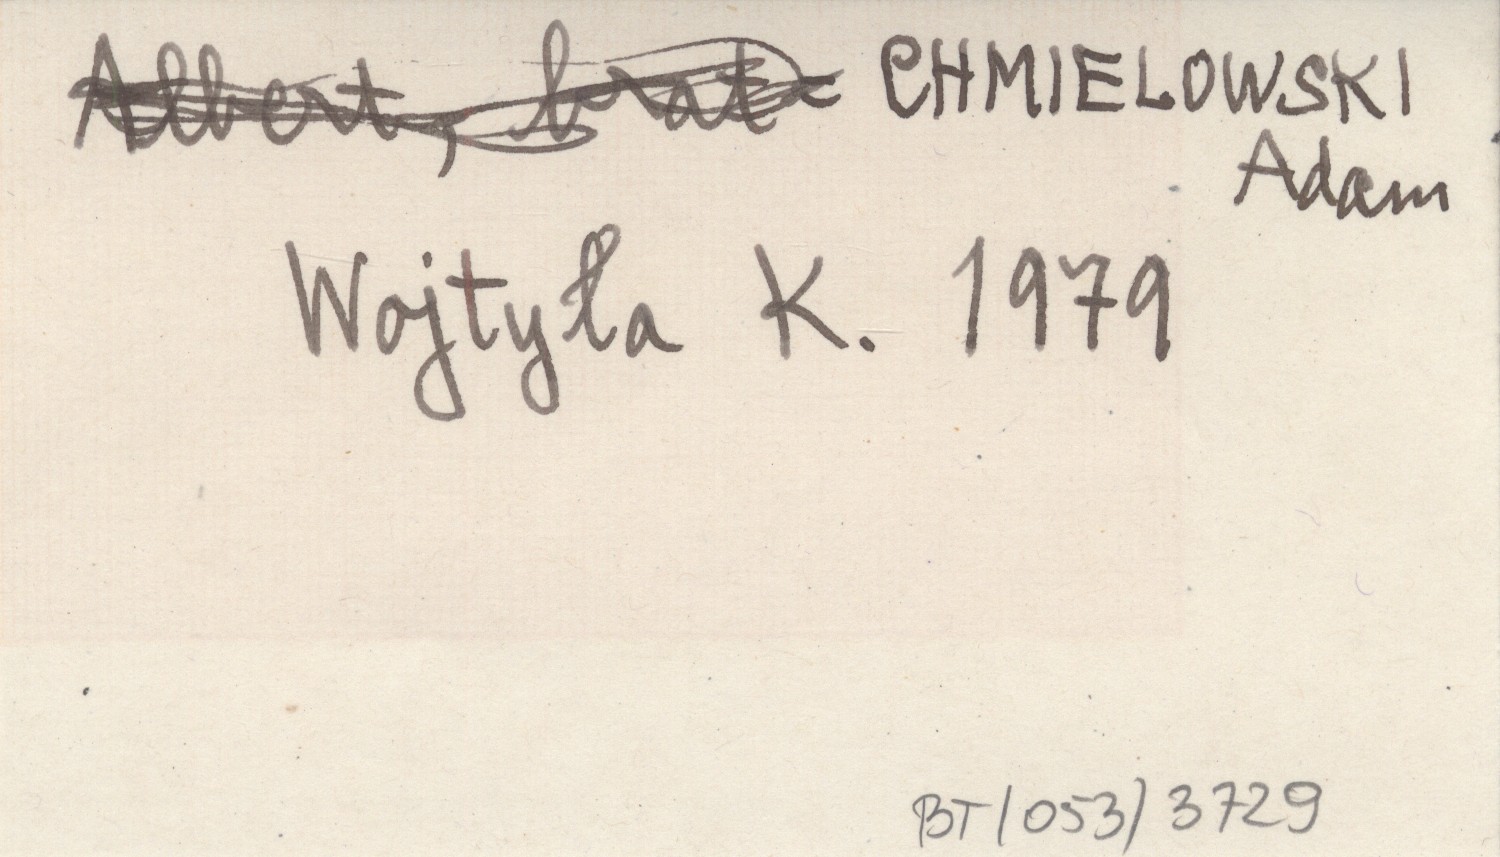 Albert, brat CHMIELOWSKI
Adam
Wojtyła K. 1979
BT/053/3729